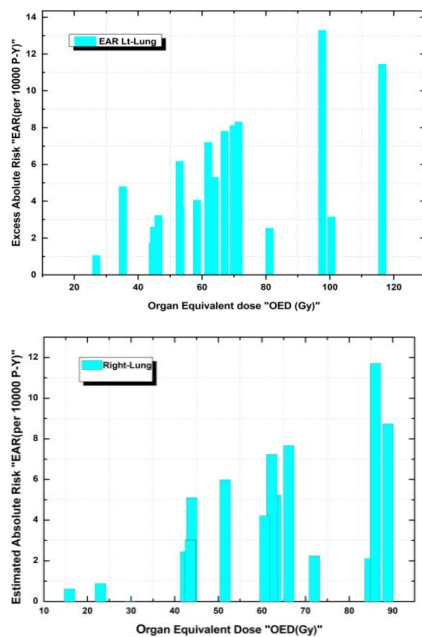 14
12
10
8
6
4
2
0
20 40 60 80 100 120
EAR Lt-Lung
Excess Abolute Risk "EAR(per 10000 P-Y)"
Organ Equivalent dose "OED (Gy)"
12
10
8
6
4
2
0
10 20 30 40 50 60 70 80 90
Right-Lung
Estimated Absolute Risk "EAR(per 10000 P-Y)"
Organ Equivalent Dose "OED(Gy)"